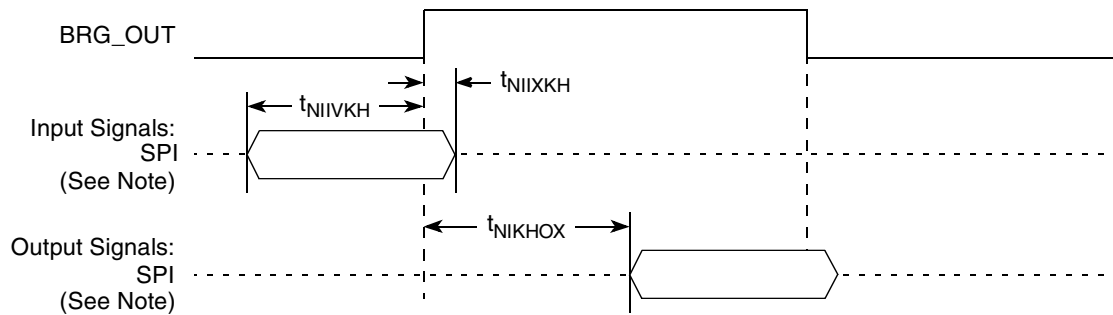 BRG_OUT
tNIIXKH
tNIIVKH
Input Signals:
SPI
(See Note)
tNIKHOX
Output Signals:
SPI
(See Note)